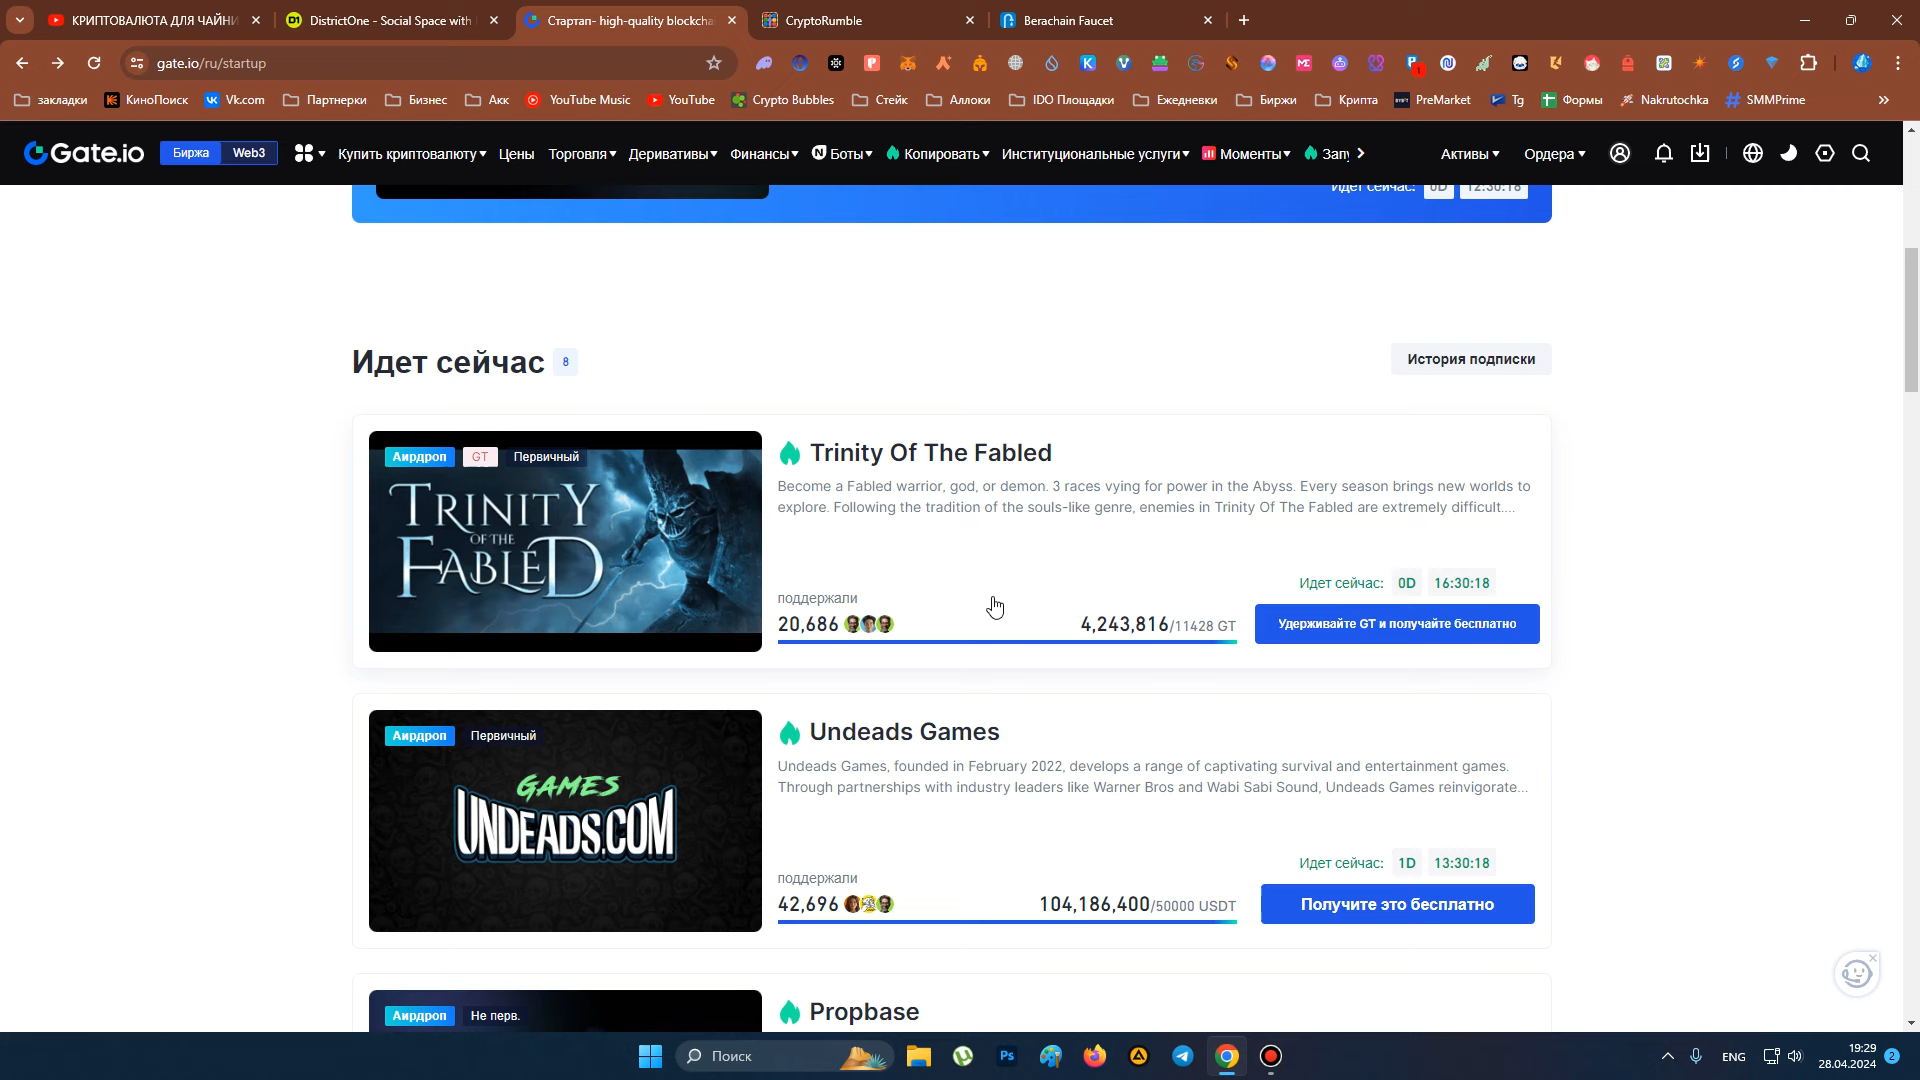 КРИПТОВАЛЮТА ДЛЯ ЧАЙНИ
DistrictOne - Social Space with
Стартап- high-quality blockcha
CryptoRumble
Berachain Faucet
gate.io/ru/startup
закладки КиноПоиск Vk.com Партнерки Бизнес Акк YouTube Music YouTube Crypto Bubbles Стейк Аллоки IDO Площадки Ежедневки Биржи Крипта PreMarket Tg Формы Nakrutochka SMMPrime
Gate.io Биржа Web3 Купить криптовалюту Цены Торговля Деривативы Финансы Боты Копировать Институциональные услуги Моменты Запу Активы Ордера
Идет сейчас: 0D 12:30:18
Идет сейчас 8
История подписки
Аирдроп GT Первичный
TRINITY
OF THE
FABLED
Trinity Of The Fabled
Become a Fabled warrior, god, or demon. 3 races vying for power in the Abyss. Every season brings new worlds to
explore. Following the tradition of the souls-like genre, enemies in Trinity Of The Fabled are extremely difficult....
Идет сейчас: 0D 16:30:18
поддержали
20,686
4,243,816/11428 GT
Удерживайте GT и получайте бесплатно
Аирдроп Первичный
GAMES
UNDEADS.COM
Undeads Games
Undeads Games, founded in February 2022, develops a range of captivating survival and entertainment games.
Through partnerships with industry leaders like Warner Bros and Wabi Sabi Sound, Undeads Games reinvigorate...
Идет сейчас: 1D 13:30:18
поддержали
42,696
104,186,400/50000 USDT
Получите это бесплатно
Аирдроп Не перв.
Propbase
Поиск
Ps
ENG
19:29
28.04.2024
2